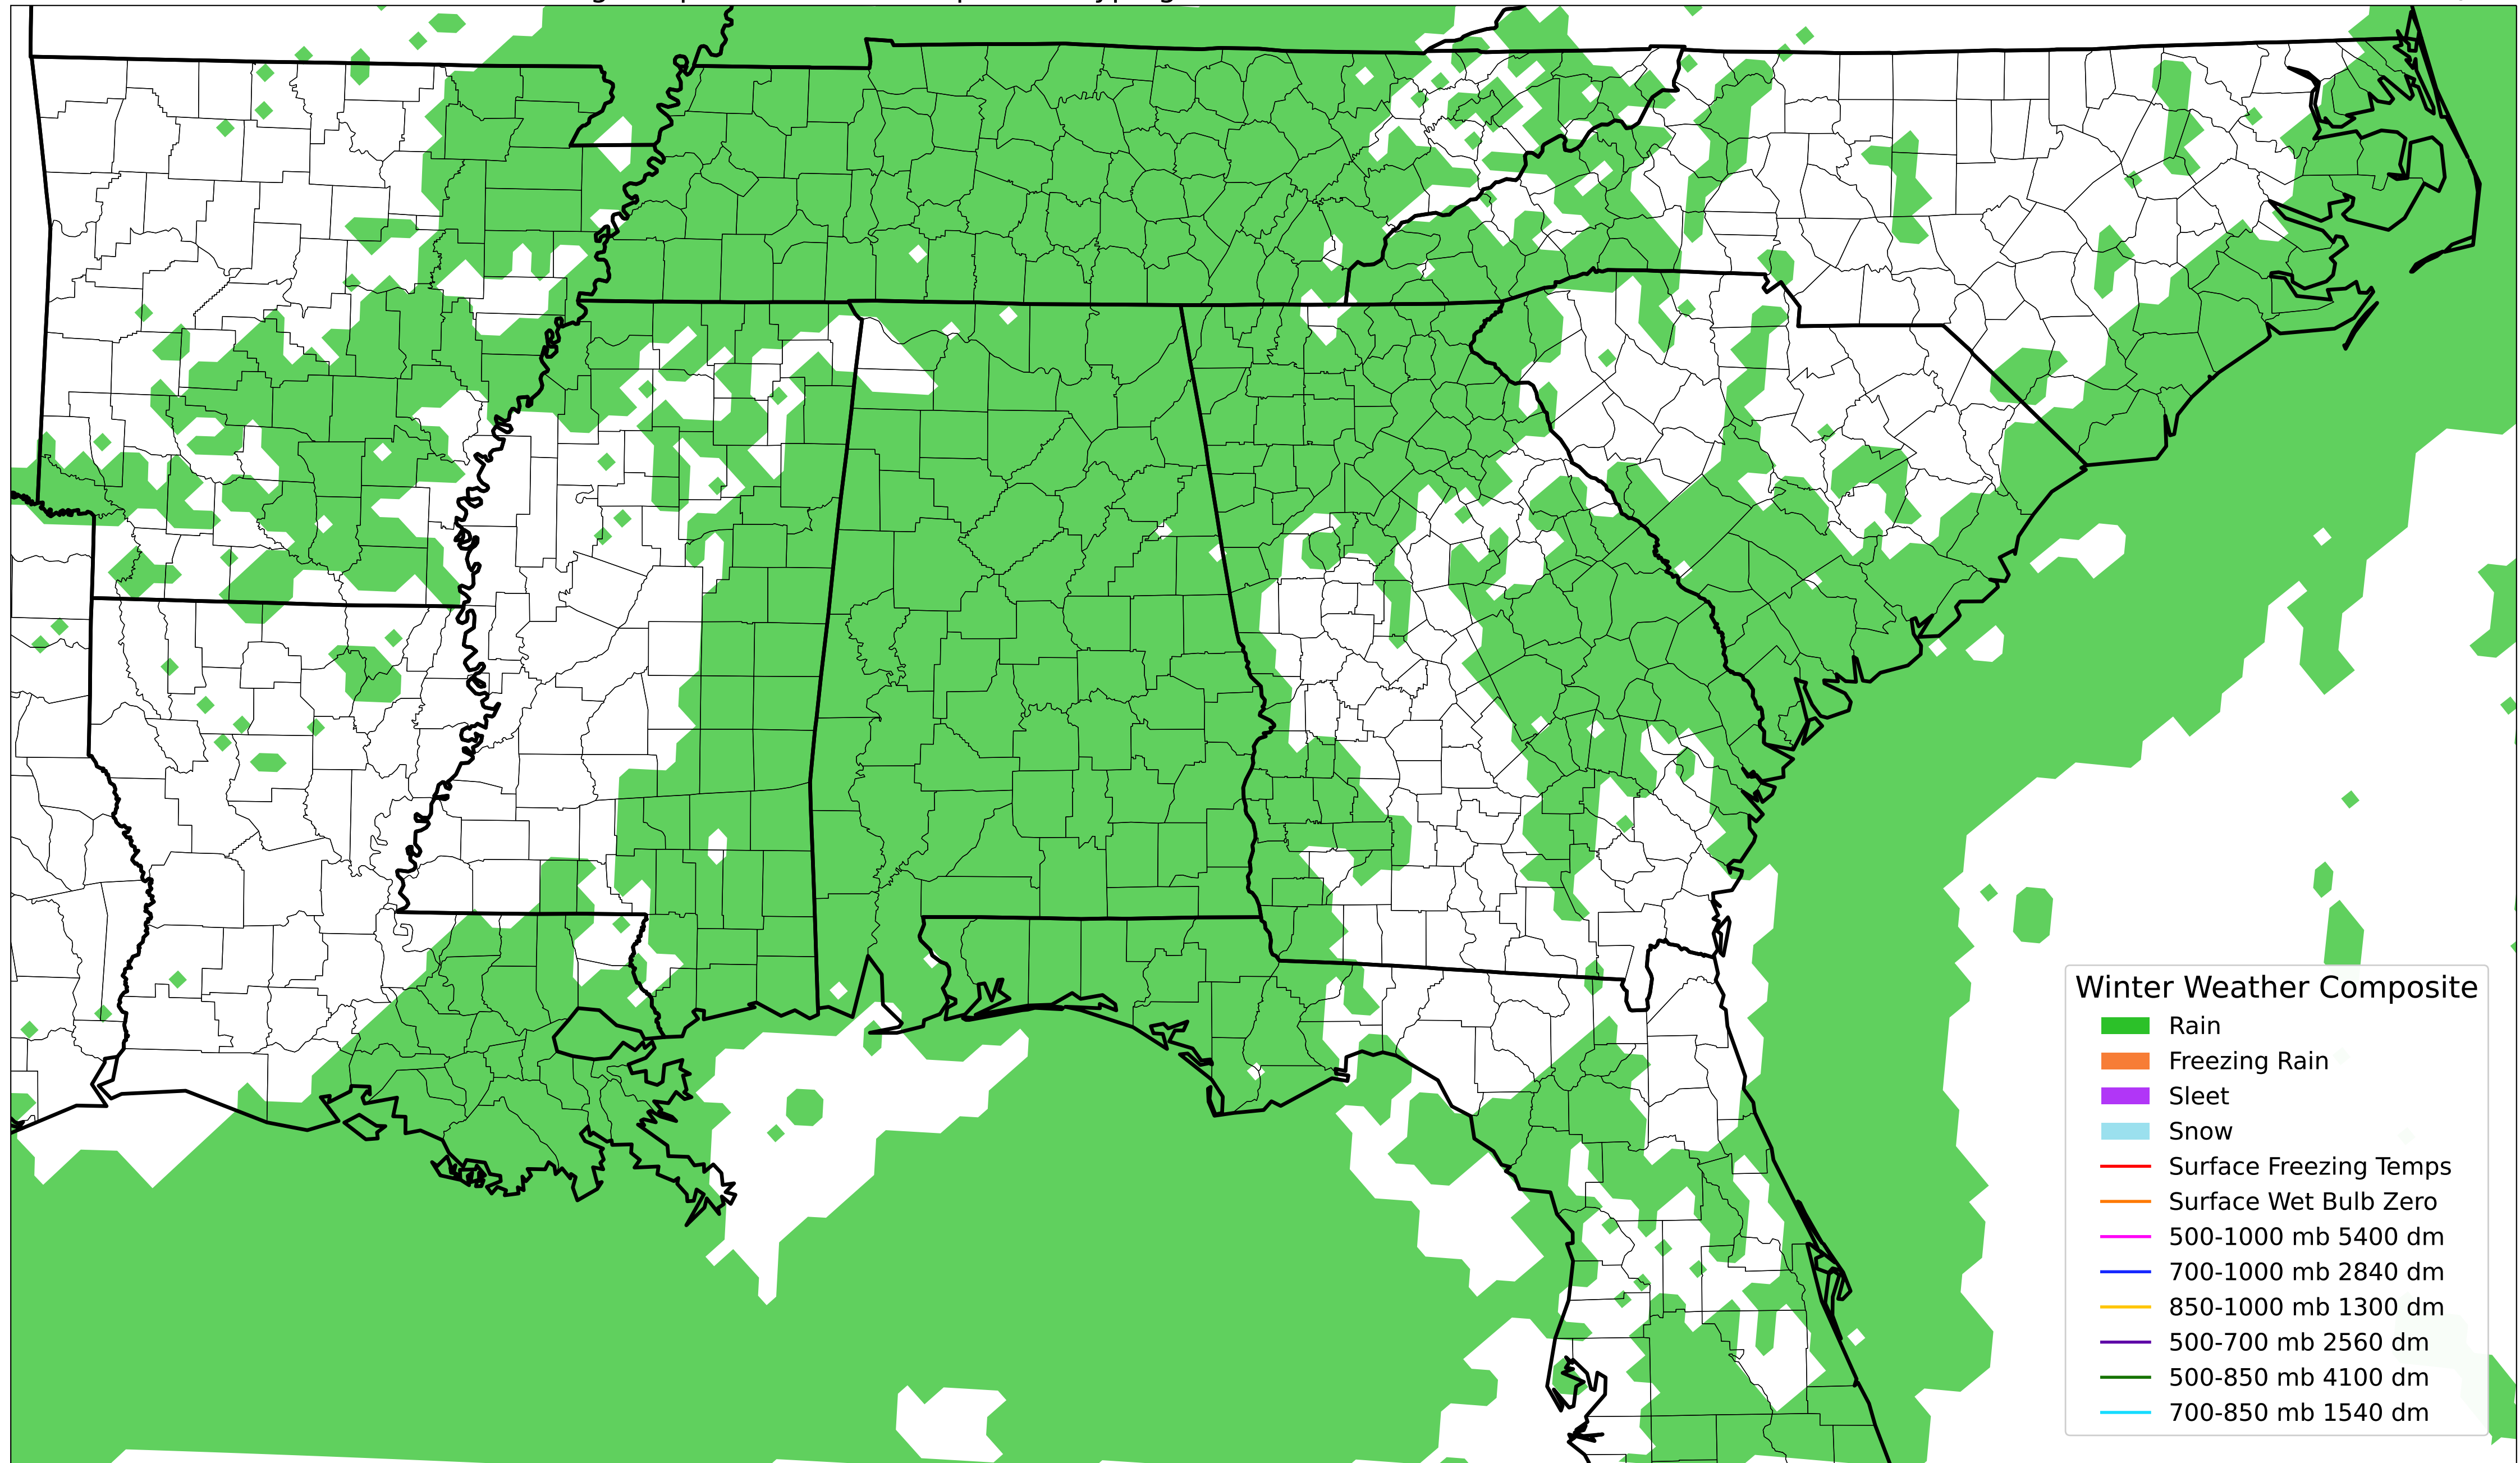 Winter Weather Composite
Rain
Freezing Rain
Sleet
Snow
Surface Freezing Temps
Surface Wet Bulb Zero
500-1000 mb 5400 dm
700-1000 mb 2840 dm
850-1000 mb 1300 dm
500-700 mb 2560 dm
500-850 mb 4100 dm
700-850 mb 1540 dm